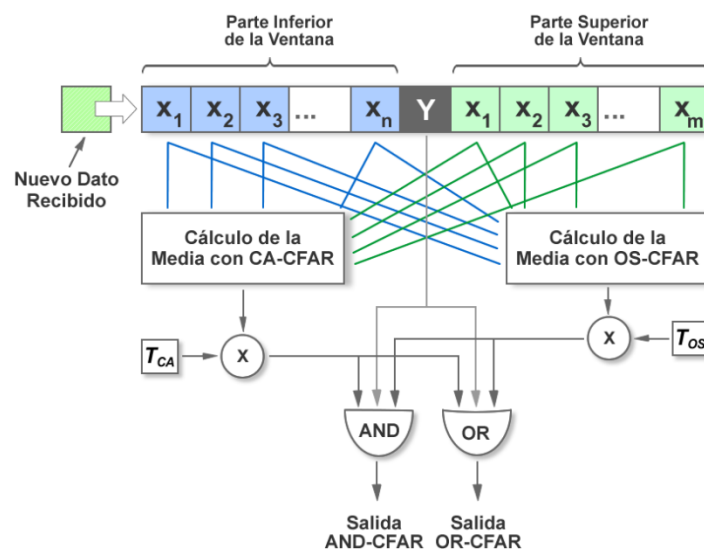 Parte Inferior
de la Ventana
Parte Superior
de la Ventana
x1 x2 x3 ... xn Y x1 x2 x3 ... xm
Nuevo Dato
Recibido
Cálculo de la
Media con CA-CFAR
Cálculo de la
Media con OS-CFAR
TCA
X
X
TOS
AND
OR
Salida
AND-CFAR
Salida
OR-CFAR